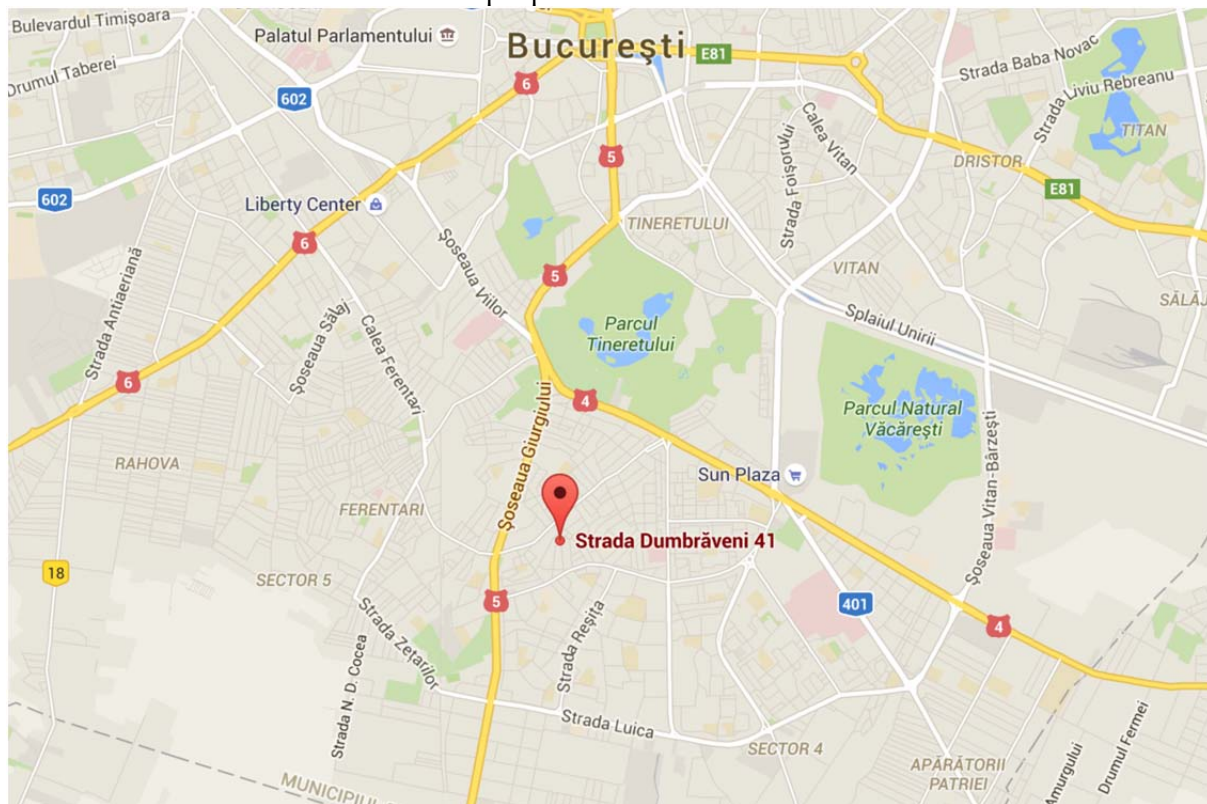 Bulevardul Timişoara
Palatul Parlamentului
Bucureşti
E81
Strada Baba Novac
Drumul Taberei
6
602
Strada Liviu Rebreanu
TITAN
Calea Vitan
5
Strada Foişorului
DRISTOR
E81
602
Liberty Center
TINERETULUI
6
Şoseaua Viilor
VITAN
5
SĂLĂJ
Strada Antiaeriană
Şoseaua Sălaj
Calea Ferentari
Parcul
Tineretului
Splaiul Unirii
6
4
Şoseaua Giurgiului
Parcul Natural
Văcăreşti
RAHOVA
Sun Plaza
FERENTARI
Şoseaua Vitan-Bârzeşti
Strada Dumbrăveni 41
18
SECTOR 5
5
401
4
Strada Zeţarilor
Strada Reşiţa
Strada N. D. Cocea
Strada Luica
SECTOR 4
APĂRĂTORII
PATRIEI
Amurgului
Drumul Fermei
MUNICIPIUL